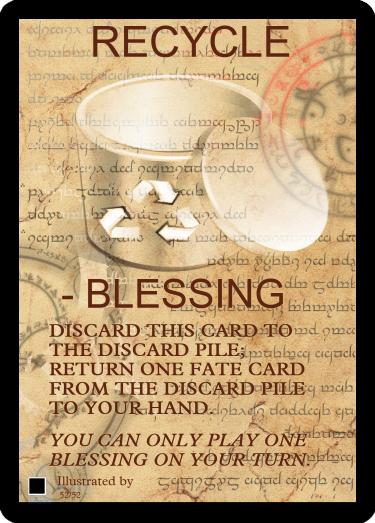 RECYCLE
- BLESSING
DISCARD THIS CARD TO
THE DISCARD PILE;
RETURN ONE FATE CARD
FROM THE DISCARD PILE
TO YOUR HAND.
YOU CAN ONLY PLAY ONE
BLESSING ON YOUR TURN.
Illustrated by
52/52